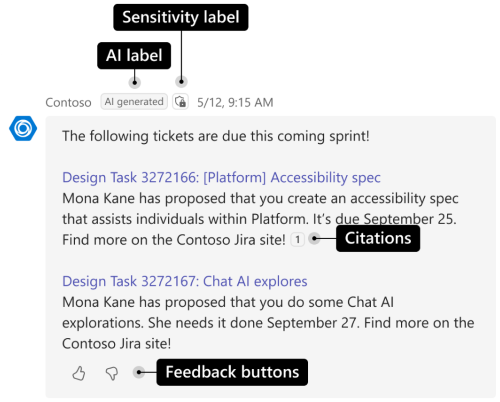 Sensitivity label
AI label
Contoso AI generated 5/12, 9:15 AM
The following tickets are due this coming sprint!
Design Task 3272166: [Platform] Accessibility spec
Mona Kane has proposed that you create an accessibility spec
that assists individuals within Platform. It’s due September 25.
Find more on the Contoso Jira site! 1 Citations
Design Task 3272167: Chat AI explores
Mona Kane has proposed that you do some Chat AI
explorations. She needs it done September 27. Find more on the
Contoso Jira site!
Feedback buttons